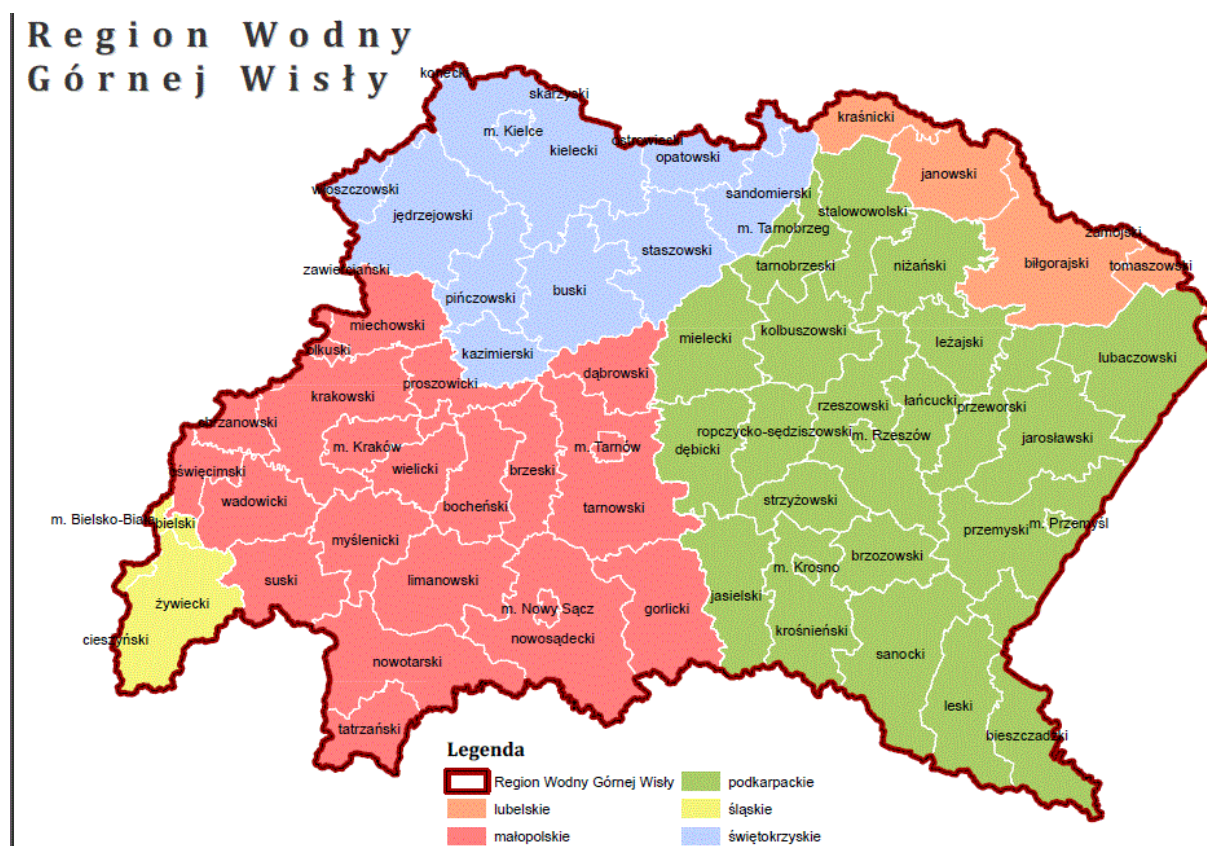 Region Wodny
Górnej Wisły
konecki
skarżyski
kraśnicki
m. Kielce
ostrowiecki
kielecki
opatowski
janowski
włoszczowski
sandomierski
jędrzejowski
stalowowolski
m. Tarnobrzeg
zamojski
staszowski
zawierciański
tarnobrzeski
niżański
biłgorajski
tomaszowski
pińczowski
buski
miechowski
kolbuszowski
mielecki
leżajski
olkuski
kazimierski
lubaczowski
dąbrowski
proszowicki
krakowski
rzeszowski
łańcucki
przeworski
chrzanowski
ropczycko-sędziszowski
m. Rzeszów
jarosławski
m. Kraków
m. Tarnów
dębicki
oświęcimski
wielicki
brzeski
wadowicki
strzyżowski
bocheński
tarnowski
m. Bielsko-Biała
bielski
m. Przemyśl
przemyski
myślenicki
brzozowski
m. Krosno
suski
limanowski
jasielski
żywiecki
m. Nowy Sącz
gorlicki
krośnieński
cieszyński
nowosądecki
sanocki
nowotarski
leski
tatrzański
bieszczadzki
Legenda
Region Wodny Górnej Wisły
podkarpackie
lubelskie
śląskie
małopolskie
świętokrzyskie